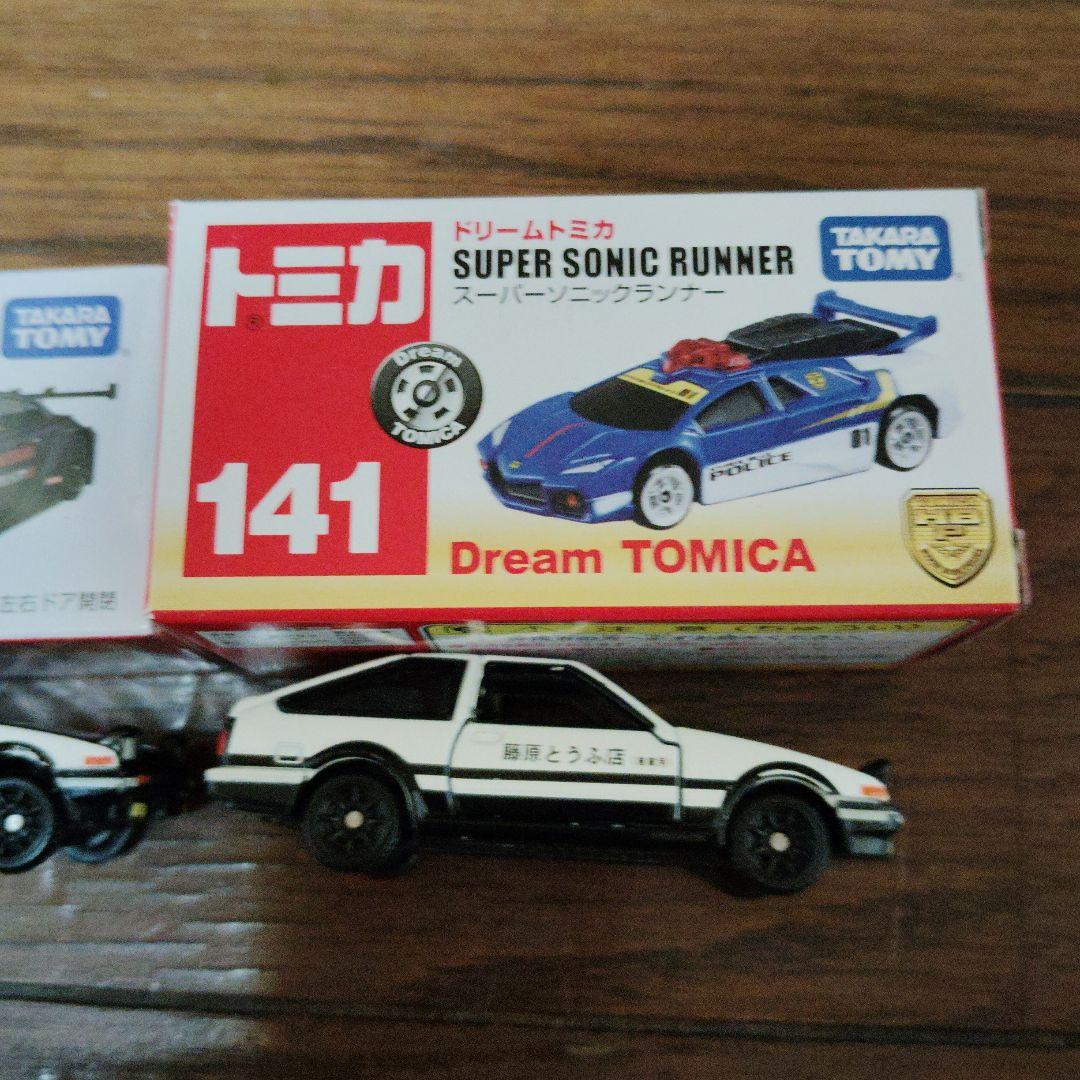 トミカ
®
Dream
TOMICA
141
ドリームトミカ
SUPER SONIC RUNNER
スーパーソニックランナー
TAKARA
TOMY
01
POLICE
01
Dream TOMICA
TAKARA
TOMY
左右ドア開閉
藤原とうふ店